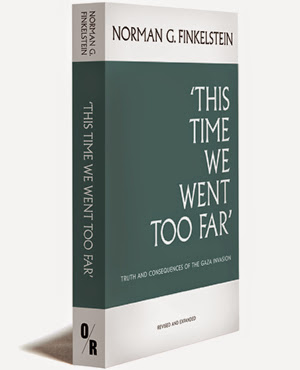 NORMAN G.
FINKELSTEIN
'THIS TIME WE WENT TOO FAR'
O/R
NORMAN G. FINKELSTEIN
'THIS
TIME
WE
WENT
TOO FAR'
TRUTH AND CONSEQUENCES OF THE GAZA INVASION
REVISED AND EXPANDED